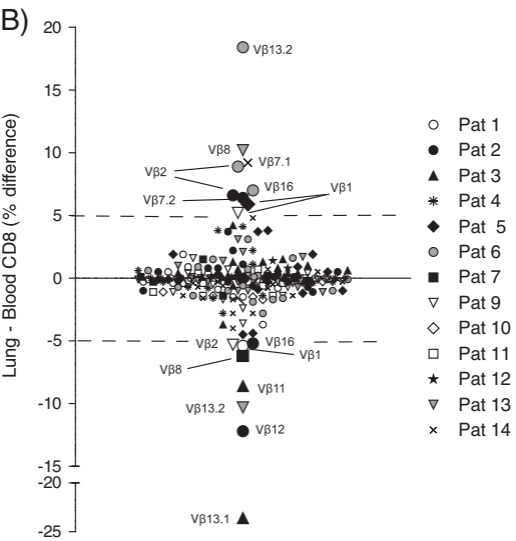 B)
Lung - Blood CD8 (% difference)
20
15
10
5
0
-5
-10
-15
-20
-25
Vβ13.2
Vβ8
Vβ7.1
Vβ2
Vβ16
Vβ1
Vβ7.2
Vβ2
Vβ16
Vβ1
Vβ8
Vβ11
Vβ13.2
Vβ12
Vβ13.1
Pat 1
Pat 2
Pat 3
Pat 4
Pat 5
Pat 6
Pat 7
Pat 9
Pat 10
Pat 11
Pat 12
Pat 13
Pat 14